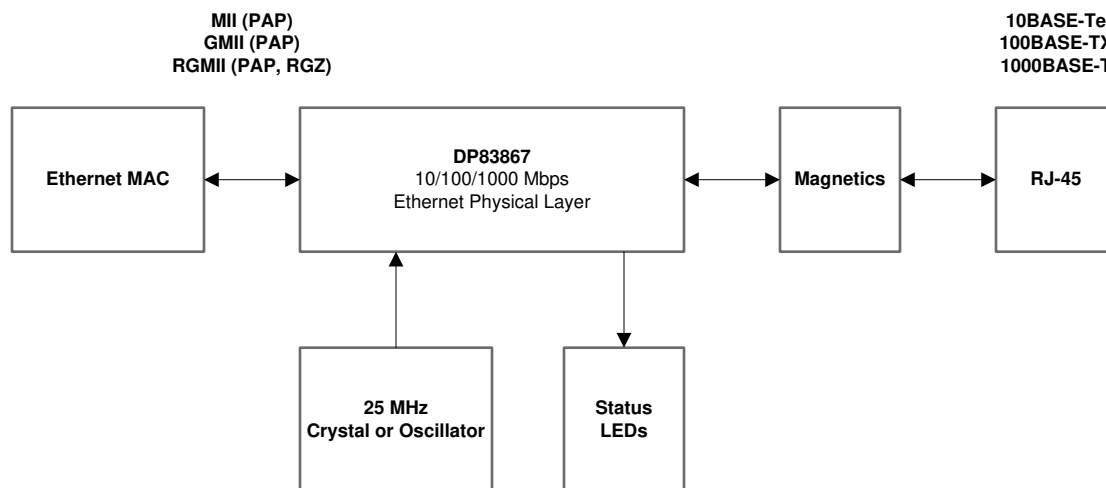 MII (PAP)
GMII (PAP)
RGMII (PAP, RGZ)
10BASE-Te
100BASE-TX
1000BASE-T
Ethernet MAC
DP83867
10/100/1000 Mbps
Ethernet Physical Layer
Magnetics
RJ-45
25 MHz
Crystal or Oscillator
Status
LEDs